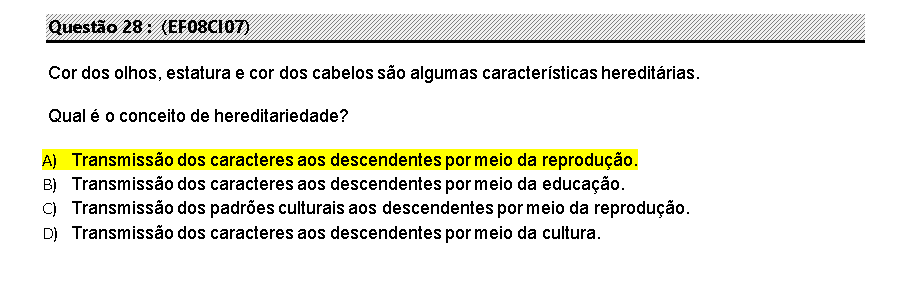 Questão 28 :  (EF08CI07)
Cor dos olhos, estatura e cor dos cabelos são algumas características hereditárias.
Qual é o conceito de hereditariedade?
A) Transmissão dos caracteres aos descendentes por meio da reprodução.
B) Transmissão dos caracteres aos descendentes por meio da educação.
C) Transmissão dos padrões culturais aos descendentes por meio da reprodução.
D) Transmissão dos caracteres aos descendentes por meio da cultura.